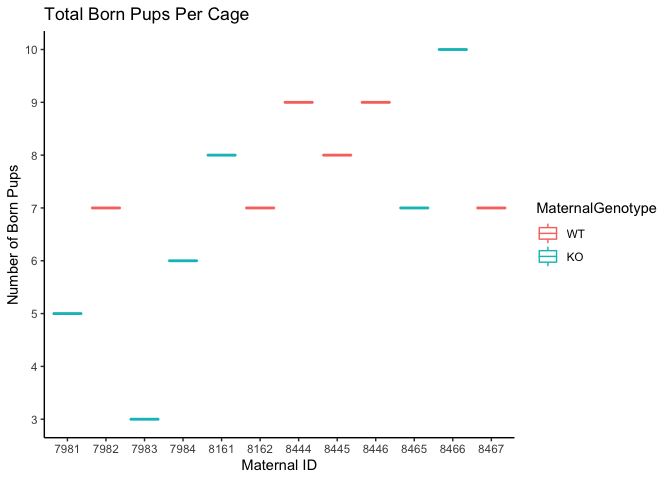 Total Born Pups Per Cage
Number of Born Pups
10
9
8
7
6
5
4
3
7981 7982 7983 7984 8161 8162 8444 8445 8446 8465 8466 8467
Maternal ID
MaternalGenotype
WT
KO